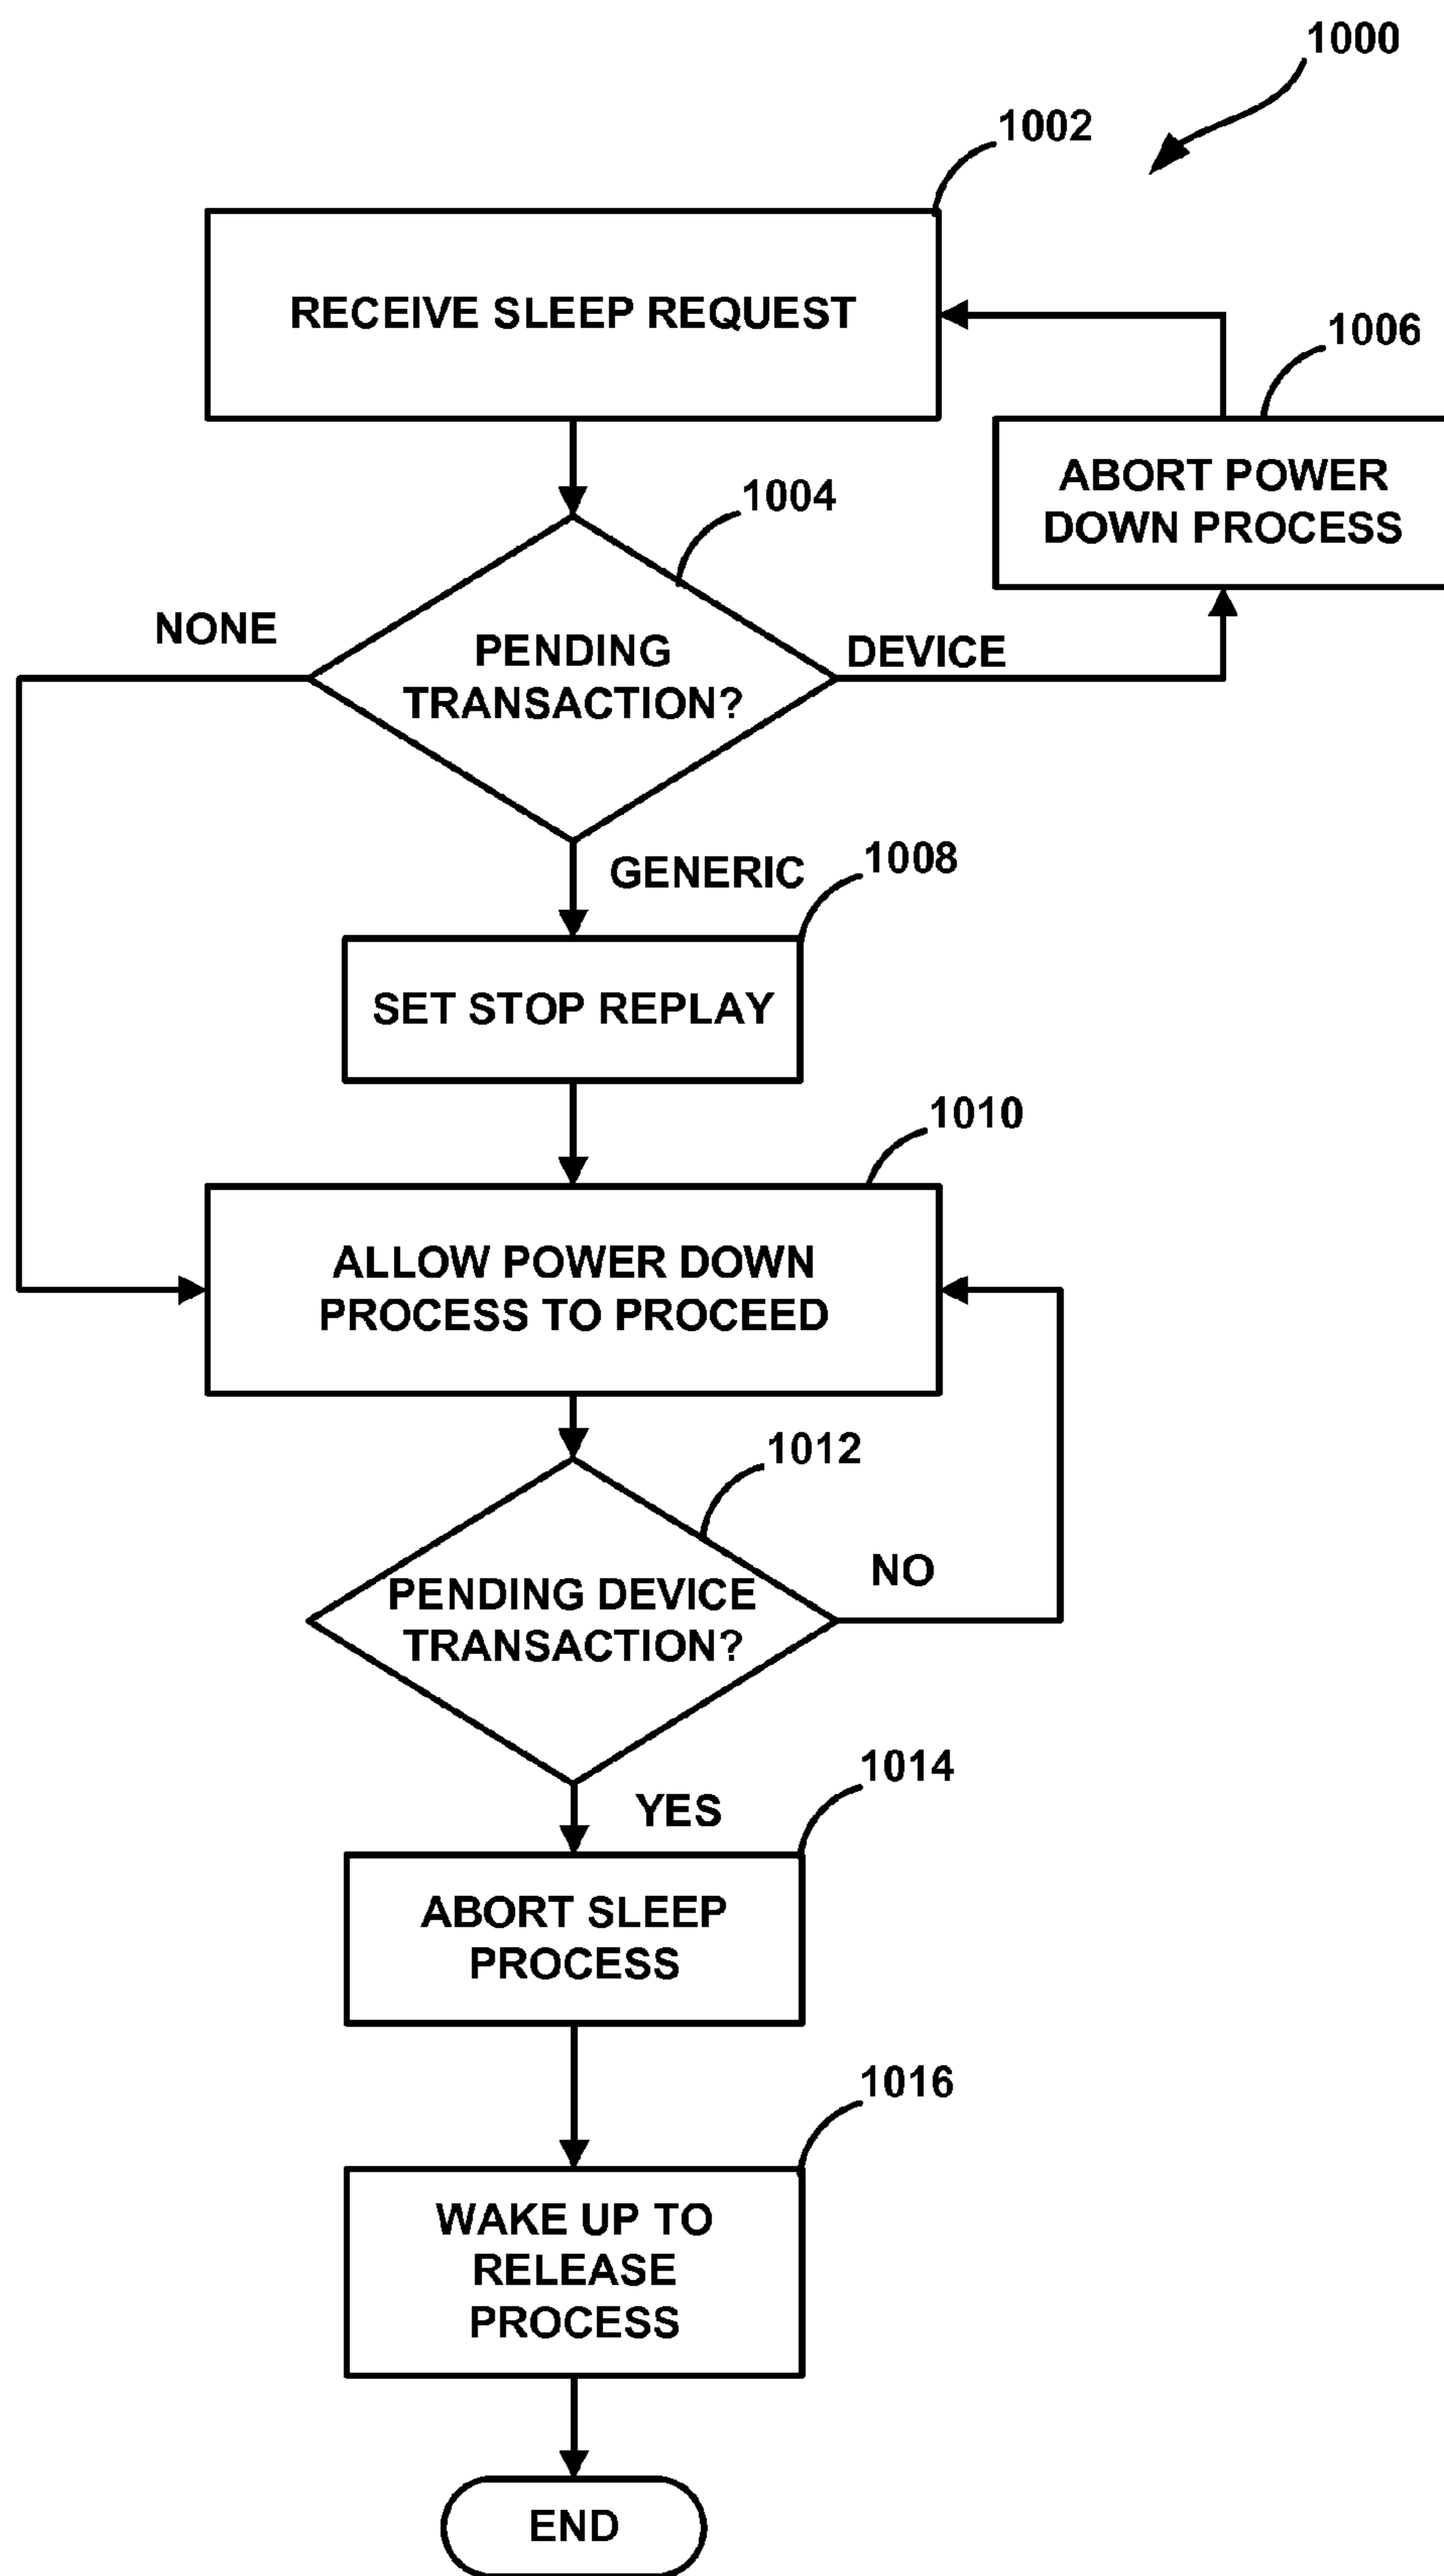 1000
1002
RECEIVE SLEEP REQUEST
1006
ABORT POWER
DOWN PROCESS
1004
NONE
PENDING
TRANSACTION?
DEVICE
GENERIC
1008
SET STOP REPLAY
1010
ALLOW POWER DOWN
PROCESS TO PROCEED
1012
PENDING DEVICE
TRANSACTION?
NO
YES
1014
ABORT SLEEP
PROCESS
1016
WAKE UP TO
RELEASE
PROCESS
END